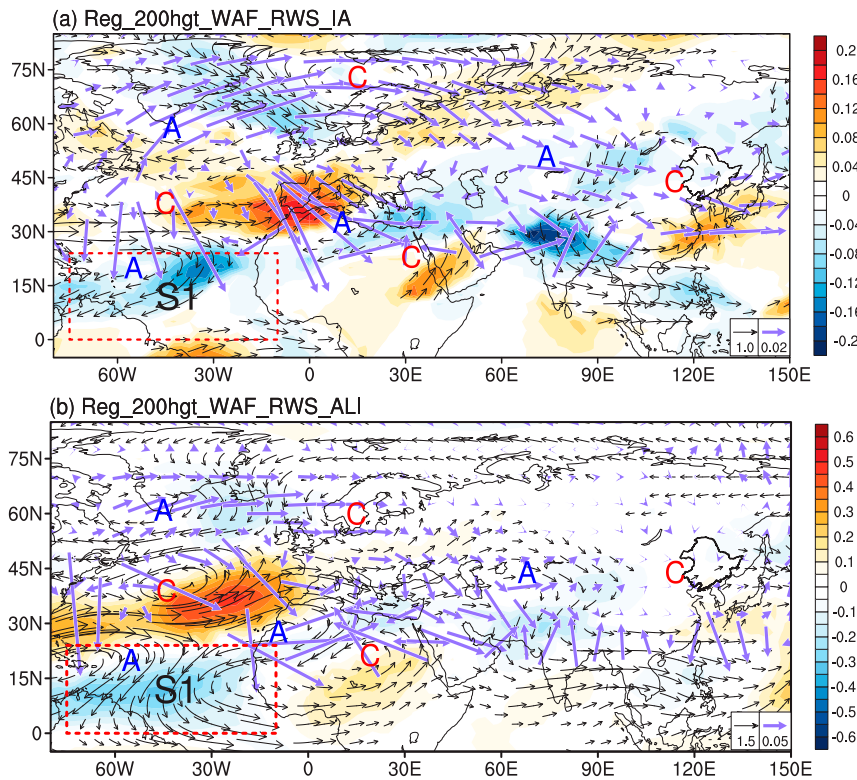 (a) Reg_200hgt_WAF_RWS_IA
75N
60N
45N
30N
15N
0
60W
30W
0
30E
60E
90E
120E
150E
C
A
A
C
C
A
A
C
S1
1.0
0.02
0.2
0.16
0.12
0.08
0.04
0
-0.04
-0.08
-0.12
-0.16
-0.2
(b) Reg_200hgt_WAF_RWS_ALI
75N
60N
45N
30N
15N
0
60W
30W
0
30E
60E
90E
120E
150E
A
C
A
C
C
A
A
C
S1
1.5
0.05
0.6
0.5
0.4
0.3
0.2
0.1
0
-0.1
-0.2
-0.3
-0.4
-0.5
-0.6